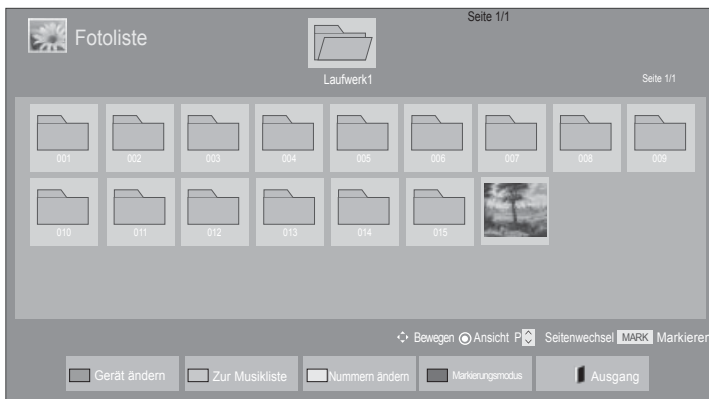 Seite 1/1
Fotoliste
Laufwerk1
Seite 1/1
001 002 003 004 005 006 007 008 009
010 011 012 013 014 015
Bewegen Ansicht P Seitenwechsel MARK Markieren
Gerät ändern Zur Musikliste Nummern ändern Markierungsmodus Ausgang